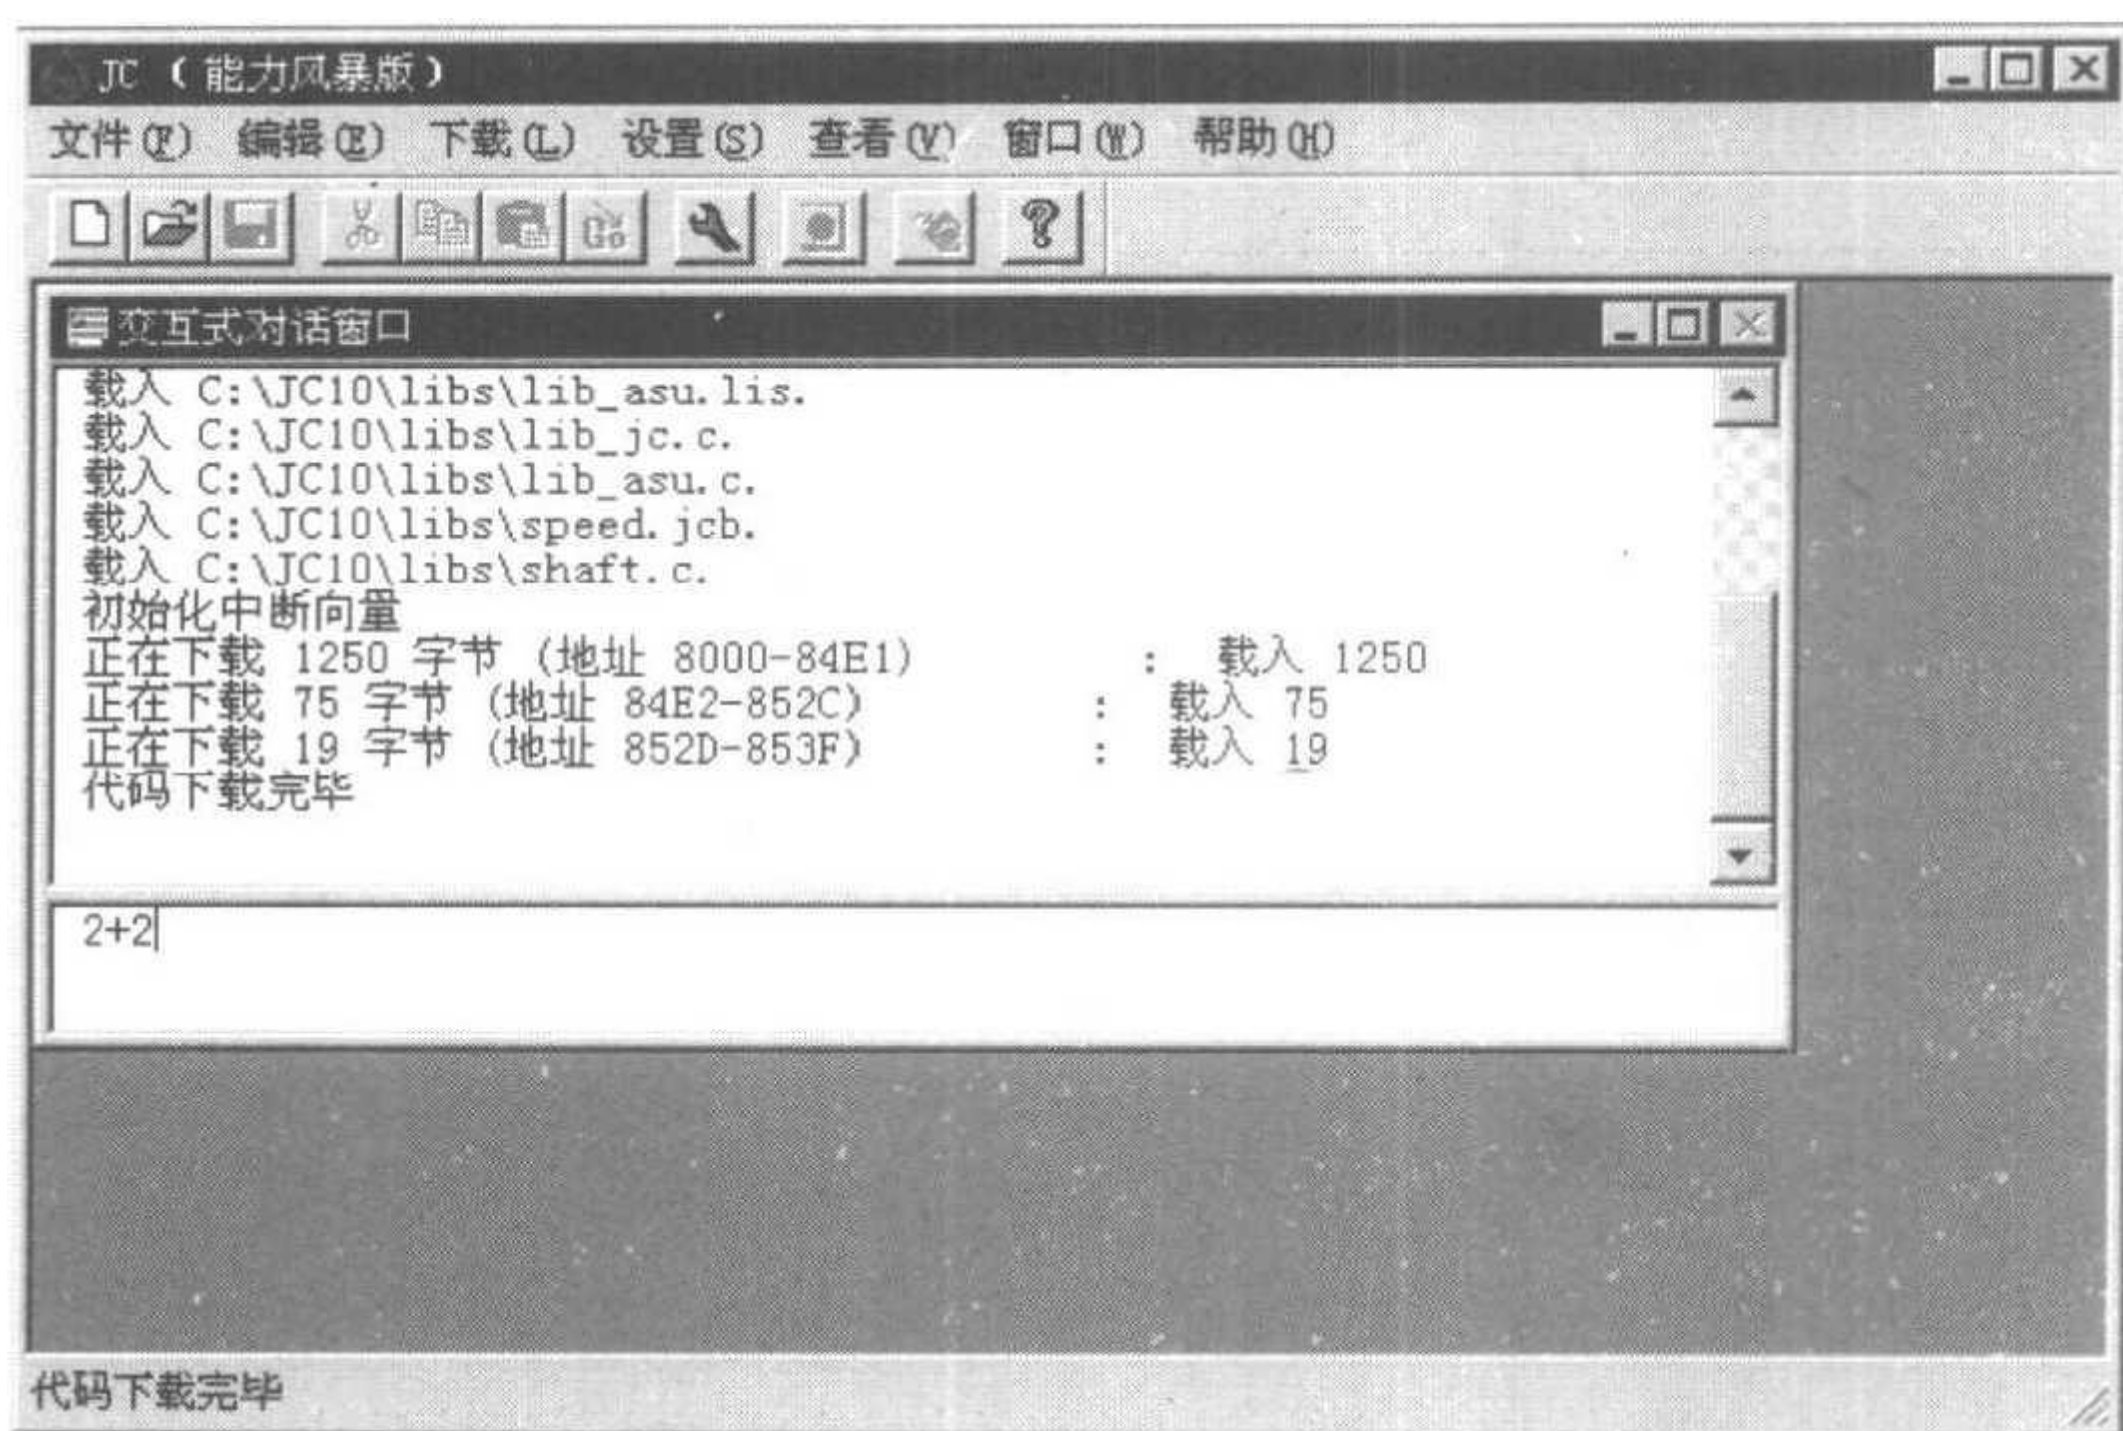 JC （能力风暴版）
文件(F) 编辑(E) 下载(L) 设置(S) 查看(V) 窗口(W) 帮助(H)
Go
交互式对话窗口
载入 C:\JC10\libs\lib_asu.lis.
载入 C:\JC10\libs\lib_jc.c.
载入 C:\JC10\libs\lib_asu.c.
载入 C:\JC10\libs\speed.jcb.
载入 C:\JC10\libs\shaft.c.
初始化中断向量
正在下载 1250 字节 (地址 8000-84E1) : 载入 1250
正在下载 75 字节 (地址 84E2-852C) : 载入 75
正在下载 19 字节 (地址 852D-853F) : 载入 19
代码下载完毕
2+2
代码下载完毕